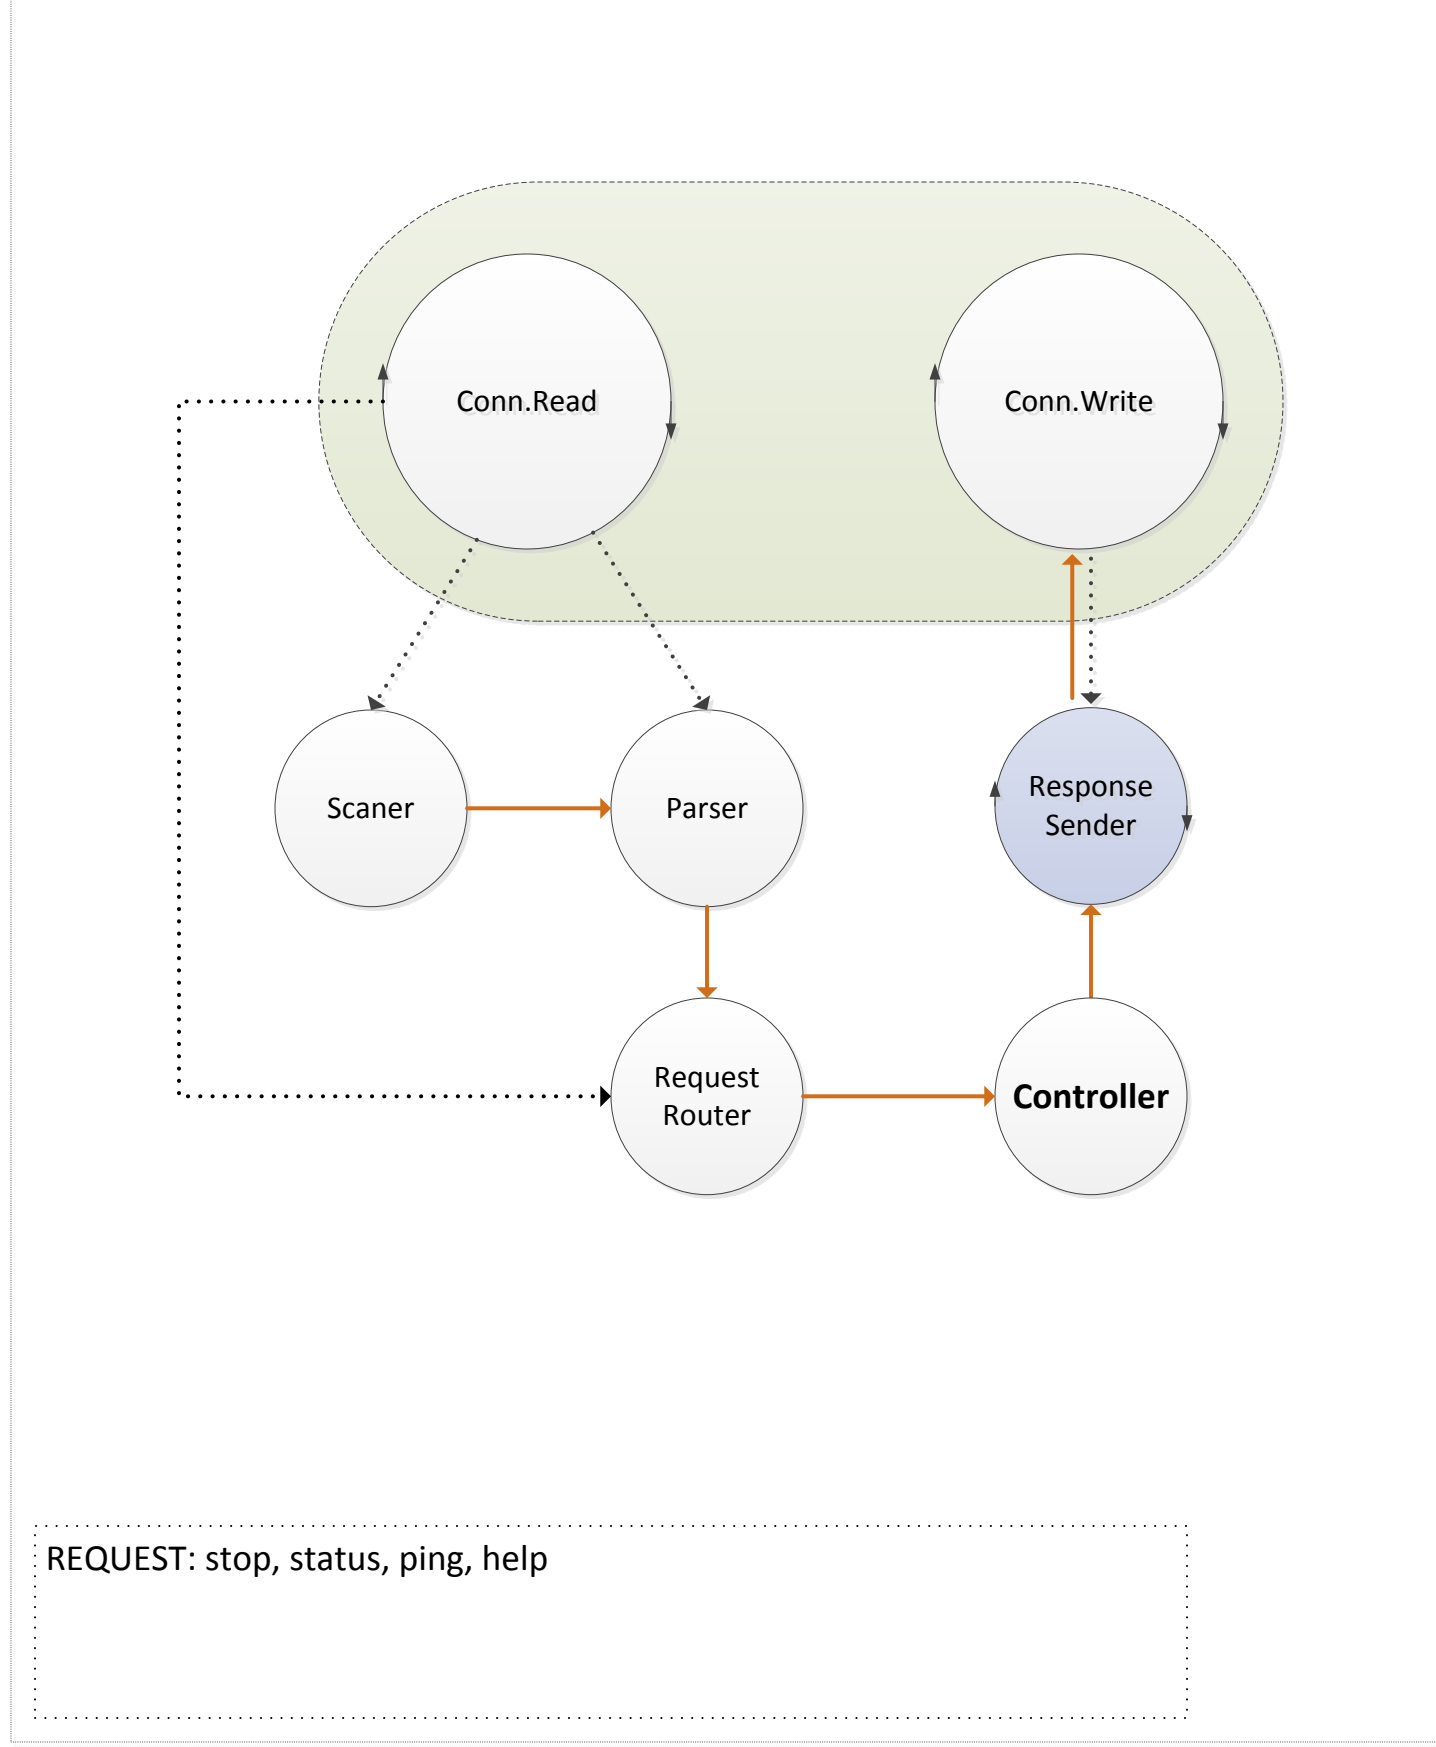 Conn.Read
Conn.Write
Scaner
Parser
Response
Sender
Request
Router
Controller
REQUEST: stop, status, ping, help